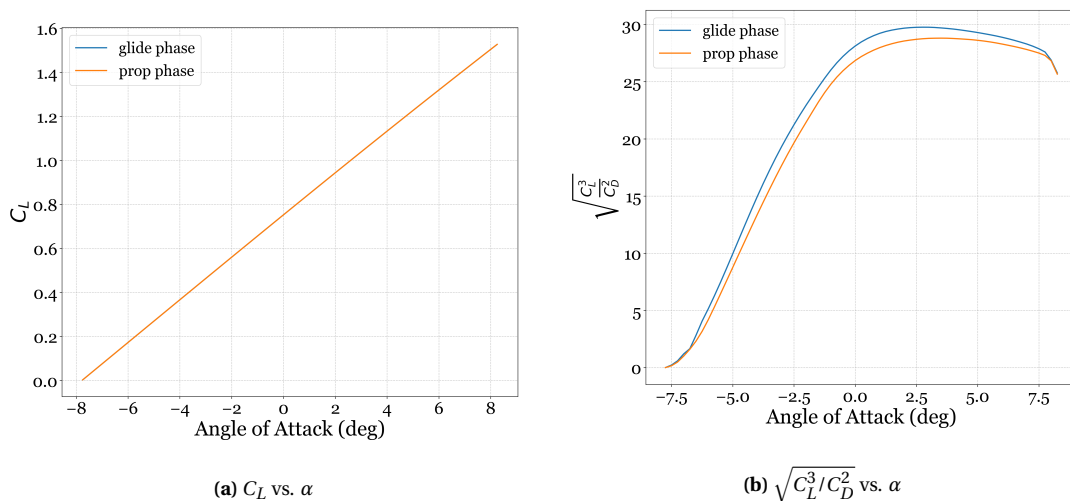 1.6
1.4
1.2
1.0
0.8
0.6
0.4
0.2
0.0
C_L
glide phase
prop phase
−8 −6 −4 −2 0 2 4 6 8
Angle of Attack (deg)
(a) C_L vs. α
30
25
20
15
10
5
0
√(C_L^3/C_D^2)
glide phase
prop phase
−7.5 −5.0 −2.5 0.0 2.5 5.0 7.5
Angle of Attack (deg)
(b) √(C_L^3/C_D^2) vs. α